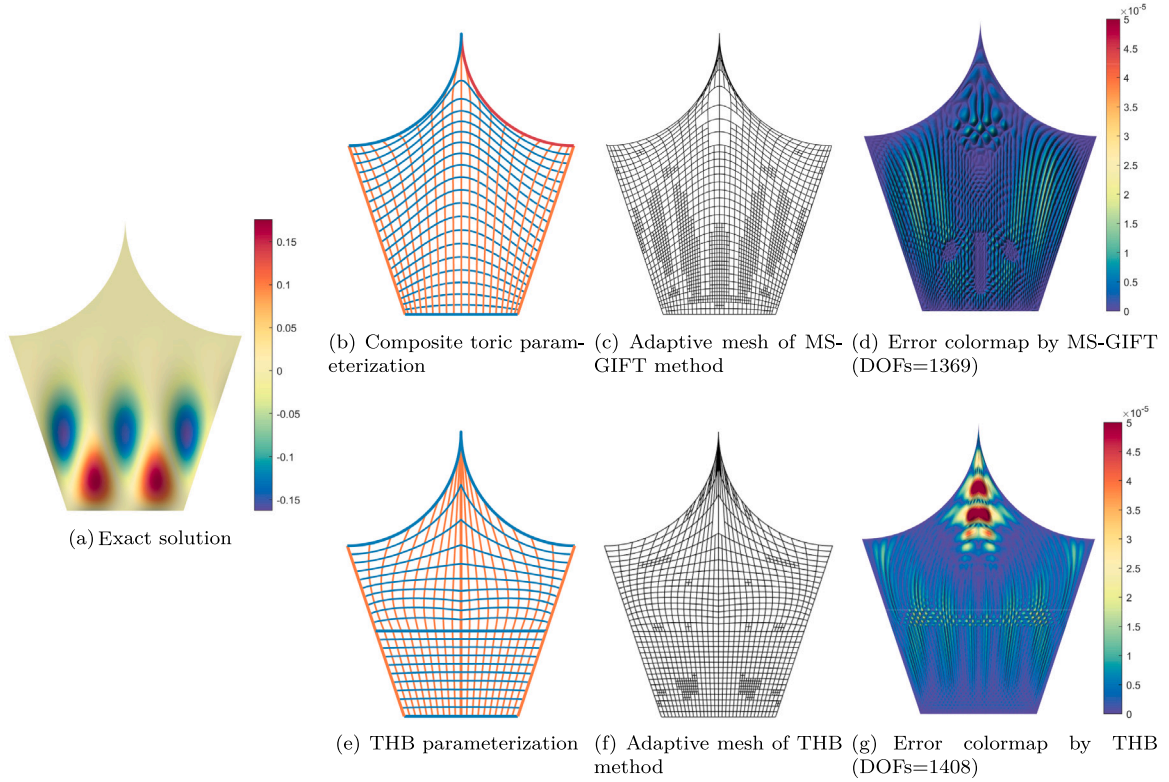 0.15
0.1
0.05
0
-0.05
-0.1
-0.15
(a) Exact solution
(b) Composite toric param-
eterization
(c) Adaptive mesh of MS-
GIFT method
×10⁻⁵
5
4.5
4
3.5
3
2.5
2
1.5
1
0.5
0
(d) Error colormap by MS-GIFT
(DOFs=1369)
(e) THB parameterization
(f) Adaptive mesh of THB
method
×10⁻⁵
5
4.5
4
3.5
3
2.5
2
1.5
1
0.5
0
(g) Error colormap by THB
(DOFs=1408)